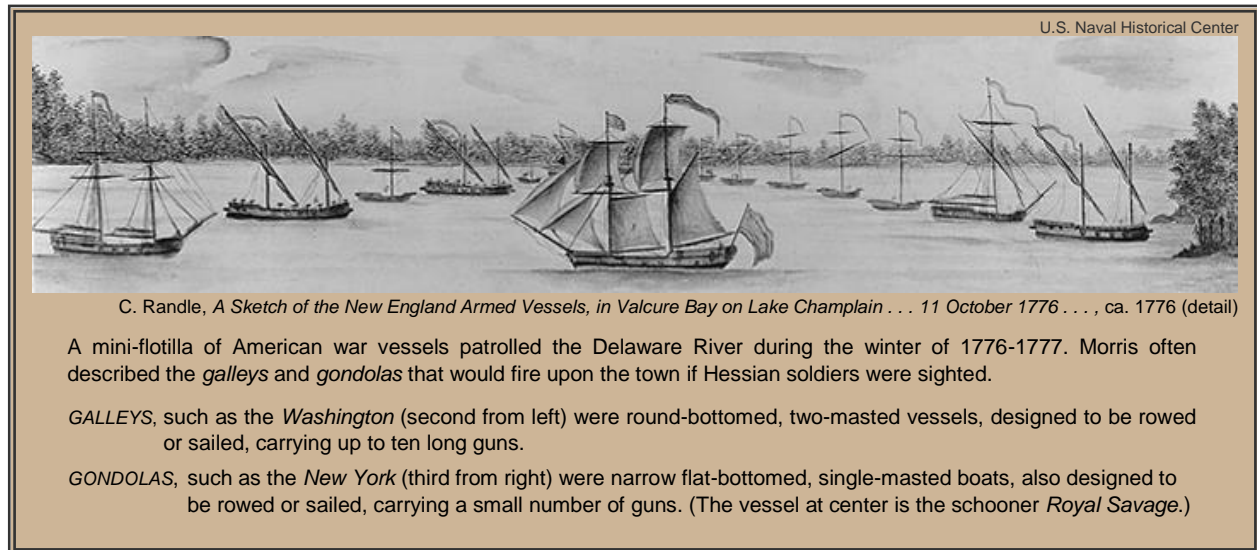 U.S. Naval Historical Center
C. Randle, A Sketch of the New England Armed Vessels, in Valcure Bay on Lake Champlain . . . 11 October 1776 . . . , ca. 1776 (detail)
A mini-flotilla of American war vessels patrolled the Delaware River during the winter of 1776-1777. Morris often
described the galleys and gondolas that would fire upon the town if Hessian soldiers were sighted.
GALLEYS, such as the Washington (second from left) were round-bottomed, two-masted vessels, designed to be rowed
or sailed, carrying up to ten long guns.
GONDOLAS, such as the New York (third from right) were narrow flat-bottomed, single-masted boats, also designed to
be rowed or sailed, carrying a small number of guns. (The vessel at center is the schooner Royal Savage.)